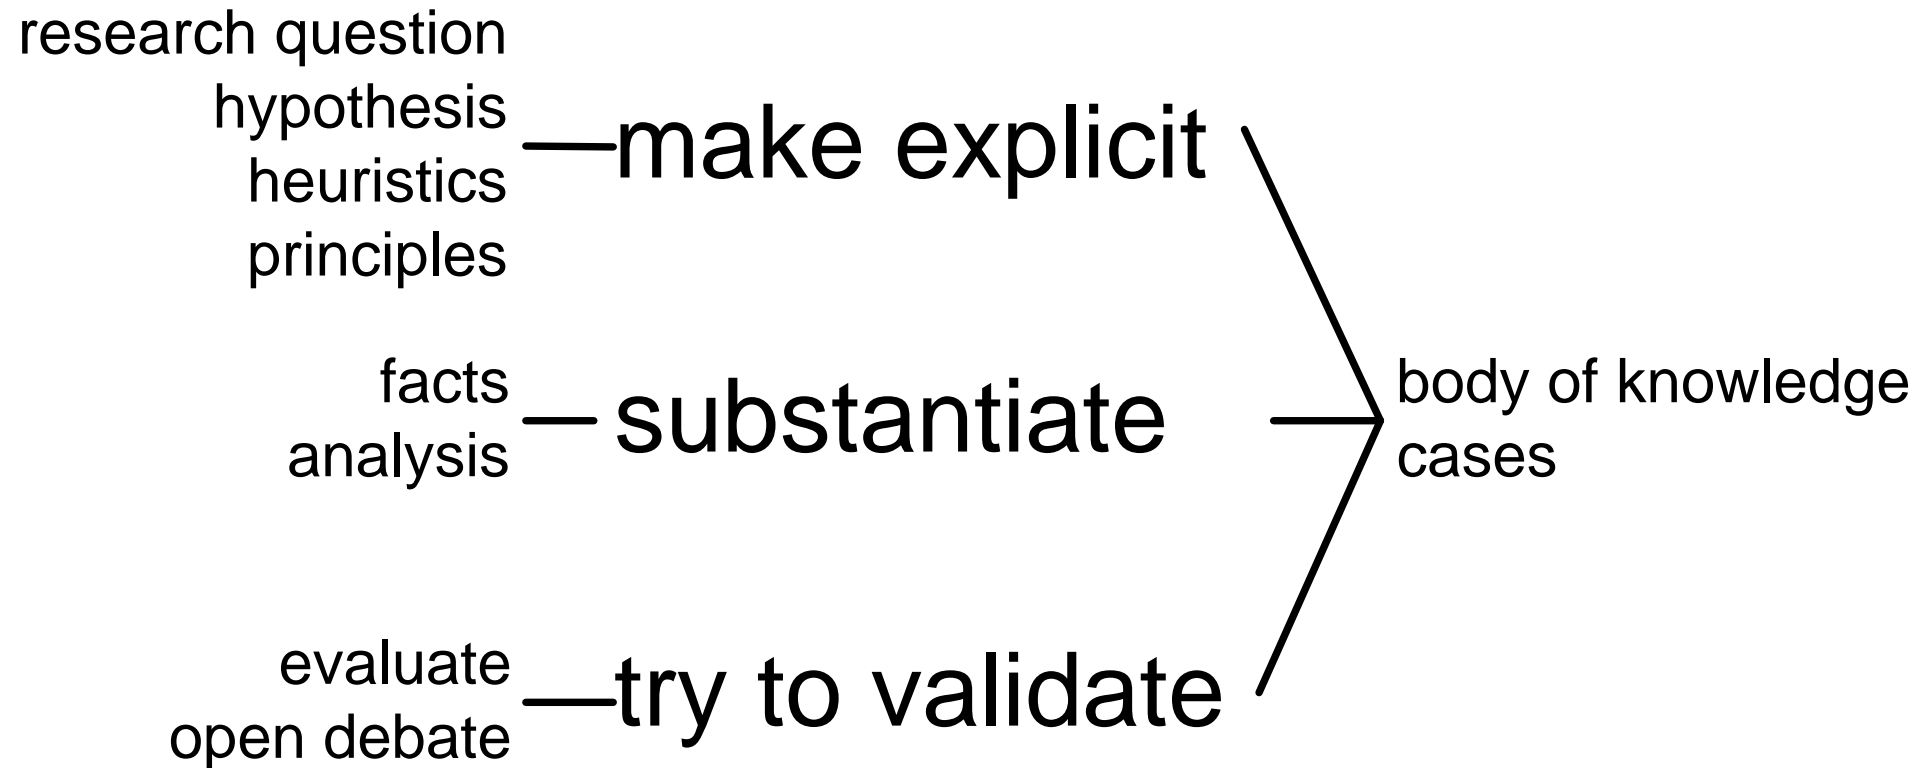 research question
hypothesis
heuristics
principles
make explicit
facts
analysis
substantiate
body of knowledge
cases
evaluate
open debate
try to validate